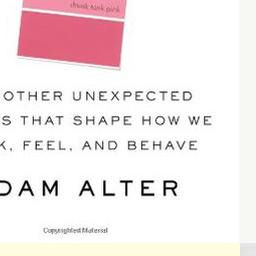 drunk tank pink
OTHER UNEXPECTED
S THAT SHAPE HOW WE
K, FEEL, AND BEHAVE
DAM ALTER
Copyrighted Material